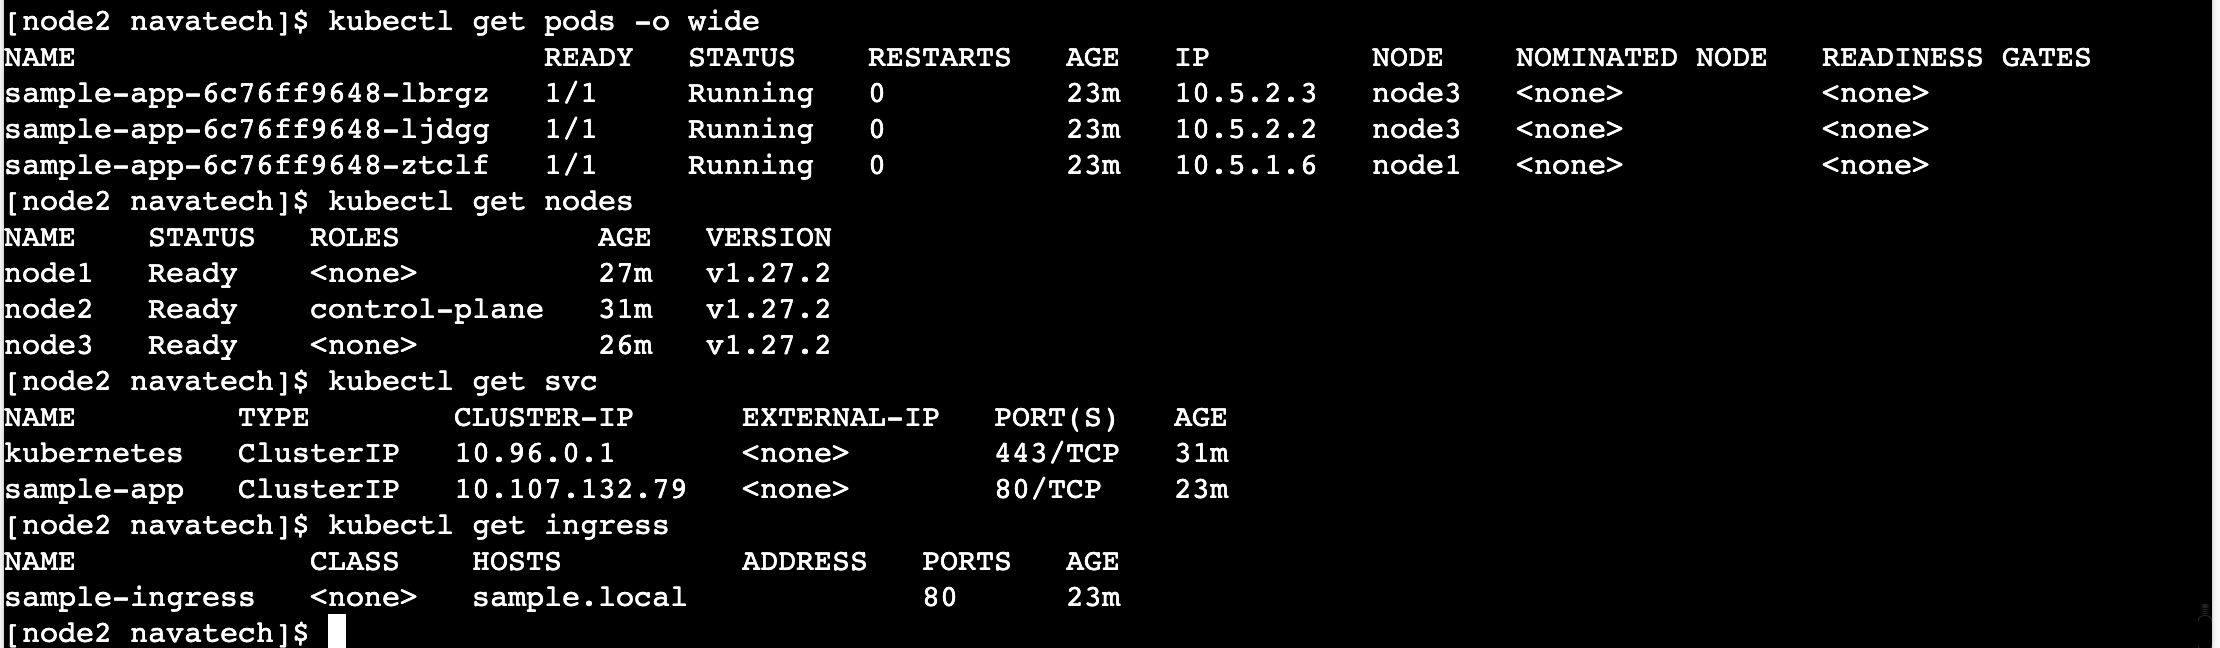 [node2 navatech]$ kubectl get pods -o wide
NAME                          READY   STATUS    RESTARTS   AGE   IP         NODE    NOMINATED NODE   READINESS GATES
sample-app-6c76ff9648-lbrgz   1/1     Running   0          23m   10.5.2.3   node3   <none>           <none>
sample-app-6c76ff9648-ljdgg   1/1     Running   0          23m   10.5.2.2   node3   <none>           <none>
sample-app-6c76ff9648-ztclf   1/1     Running   0          23m   10.5.1.6   node1   <none>           <none>
[node2 navatech]$ kubectl get nodes
NAME    STATUS   ROLES           AGE   VERSION
node1   Ready    <none>          27m   v1.27.2
node2   Ready    control-plane   31m   v1.27.2
node3   Ready    <none>          26m   v1.27.2
[node2 navatech]$ kubectl get svc
NAME         TYPE        CLUSTER-IP      EXTERNAL-IP   PORT(S)   AGE
kubernetes   ClusterIP   10.96.0.1       <none>        443/TCP   31m
sample-app   ClusterIP   10.107.132.79   <none>        80/TCP    23m
[node2 navatech]$ kubectl get ingress
NAME             CLASS    HOSTS          ADDRESS   PORTS   AGE
sample-ingress   <none>   sample.local             80      23m
[node2 navatech]$